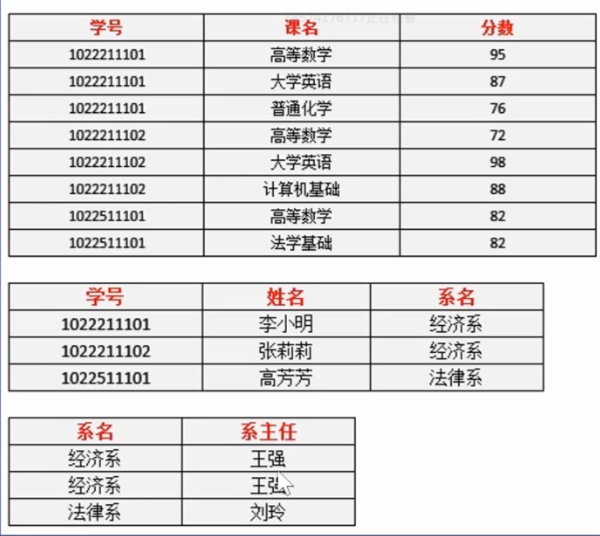 学号 课名 分数
1022211101 高等数学 95
1022211101 大学英语 87
1022211101 普通化学 76
1022211102 高等数学 72
1022211102 大学英语 98
1022211102 计算机基础 88
1022511101 高等数学 82
1022511101 法学基础 82
学号 姓名 系名
1022211101 李小明 经济系
1022211102 张莉莉 经济系
1022511101 高芳芳 法律系
系名 系主任
经济系 王强
经济系 王强
法律系 刘玲